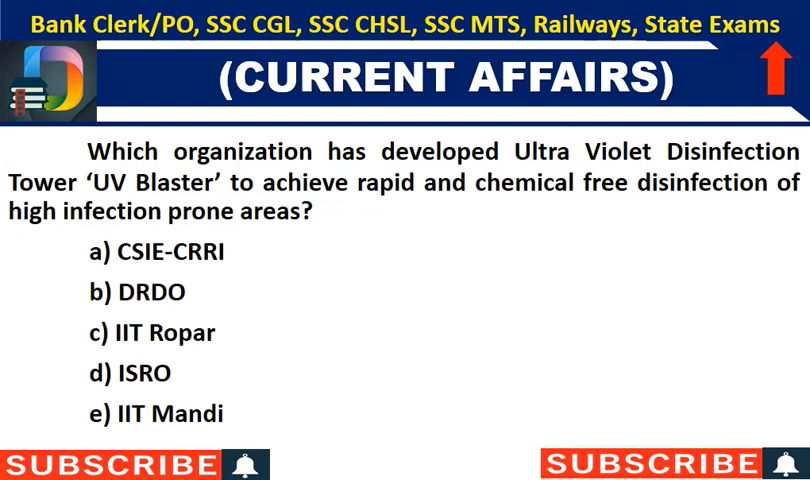 Bank Clerk/PO, SSC CGL, SSC CHSL, SSC MTS, Railways, State Exams
(CURRENT AFFAIRS)
Which organization has developed Ultra Violet Disinfection
Tower ‘UV Blaster’ to achieve rapid and chemical free disinfection of
high infection prone areas?
a) CSIE-CRRI
b) DRDO
c) IIT Ropar
d) ISRO
e) IIT Mandi
SUBSCRIBE
SUBSCRIBE